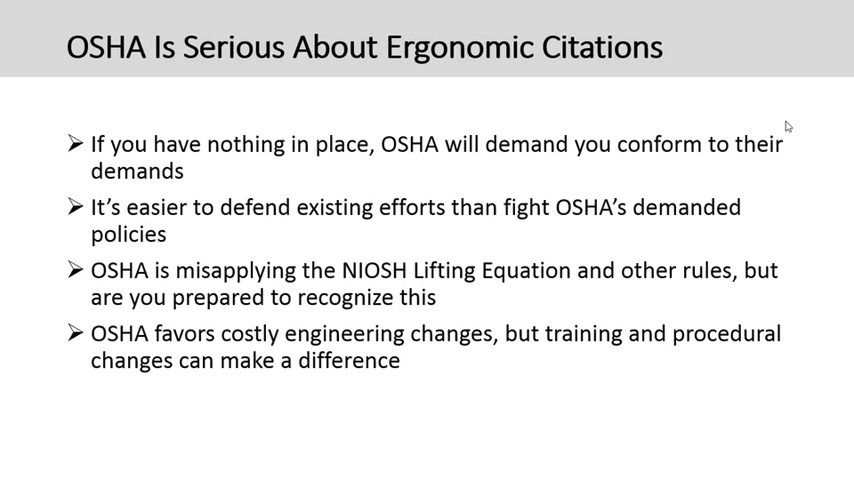 OSHA Is Serious About Ergonomic Citations
➢ If you have nothing in place, OSHA will demand you conform to their
demands
➢ It’s easier to defend existing efforts than fight OSHA’s demanded
policies
➢ OSHA is misapplying the NIOSH Lifting Equation and other rules, but
are you prepared to recognize this
➢ OSHA favors costly engineering changes, but training and procedural
changes can make a difference